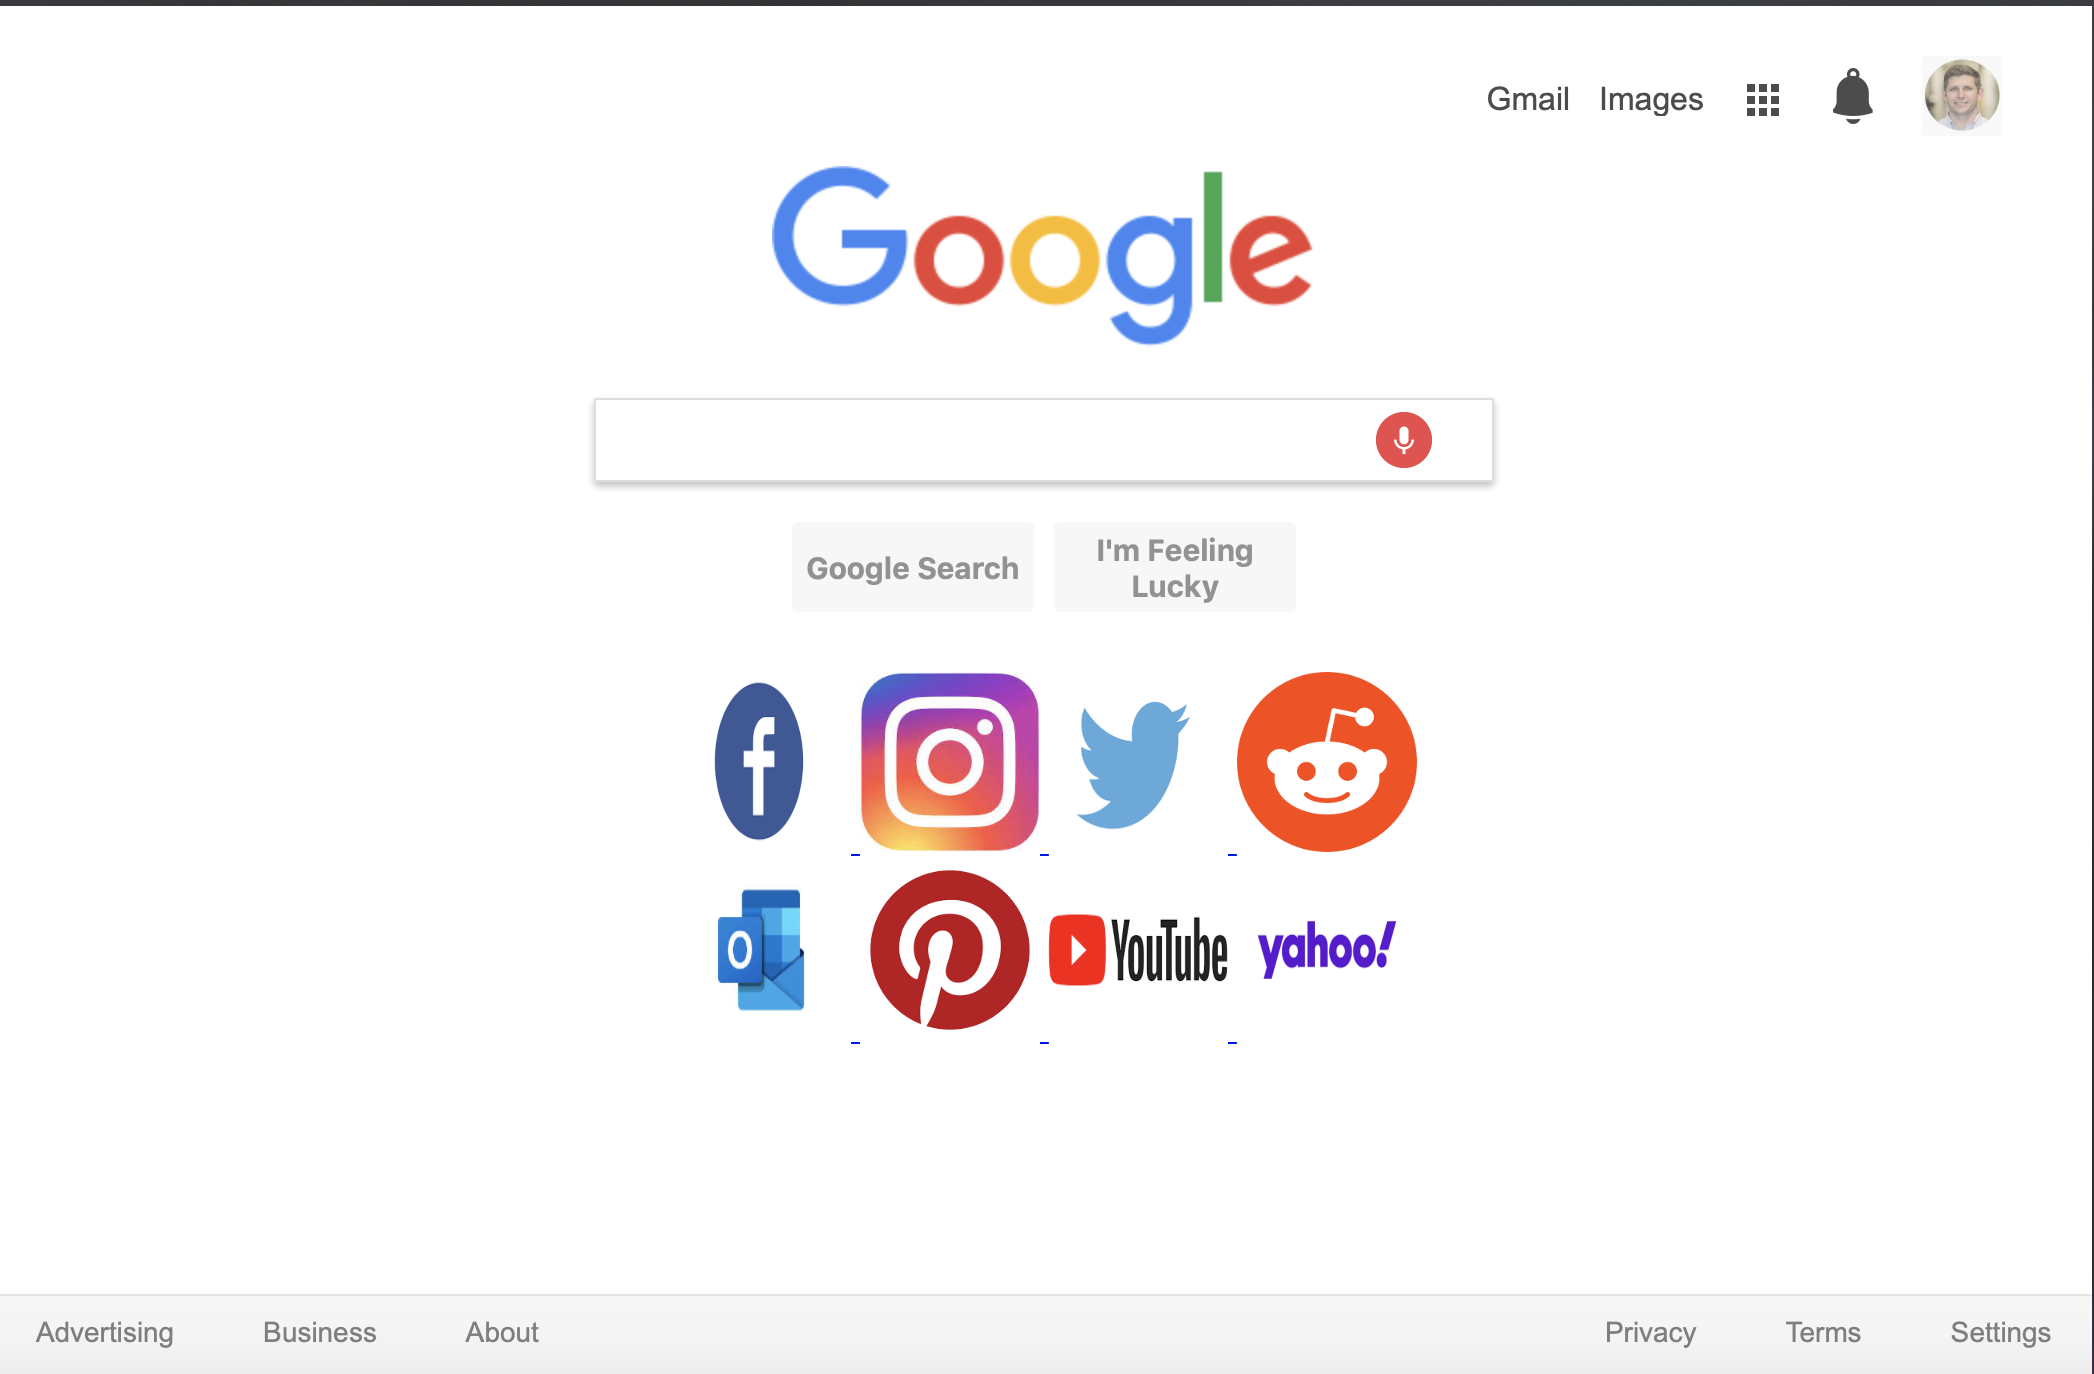 Gmail Images
Google
Google Search
I'm Feeling
Lucky
f
O
YouTube yahoo!
Advertising Business About Privacy Terms Settings